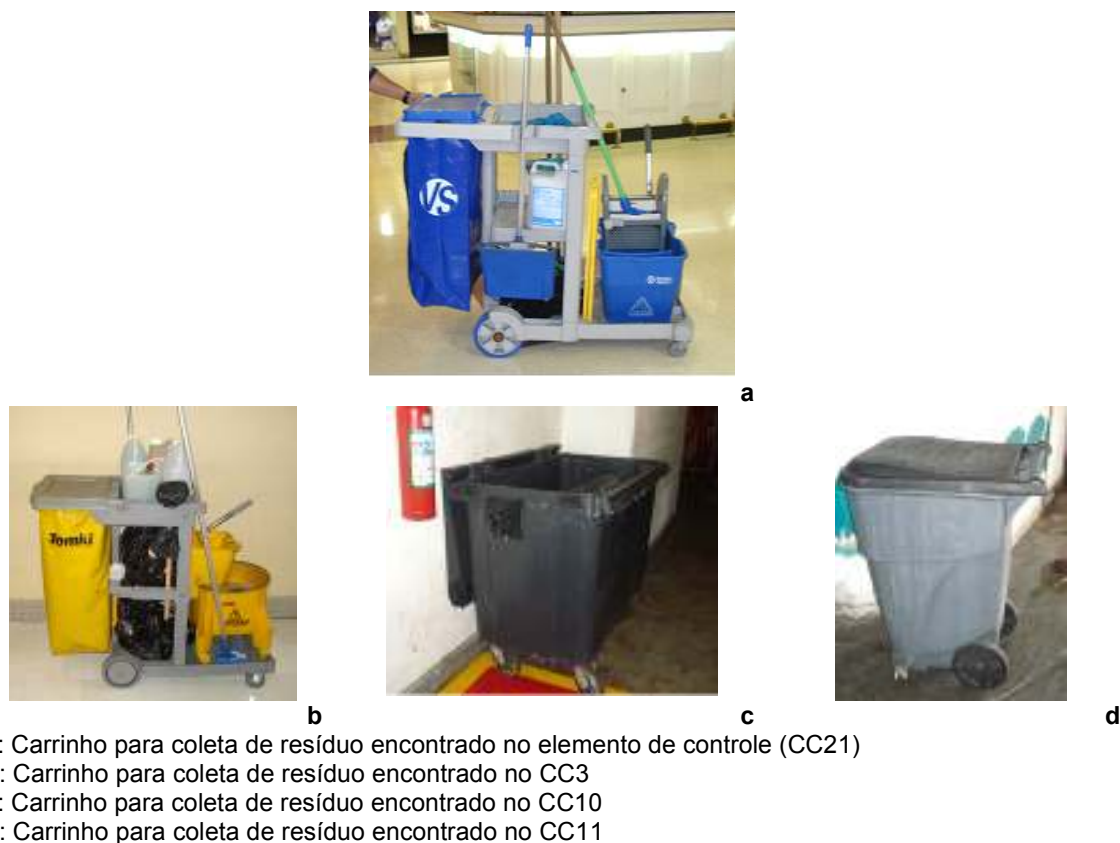 VS
a
Tomki
b
c
d
: Carrinho para coleta de resíduo encontrado no elemento de controle (CC21)
: Carrinho para coleta de resíduo encontrado no CC3
: Carrinho para coleta de resíduo encontrado no CC10
: Carrinho para coleta de resíduo encontrado no CC11